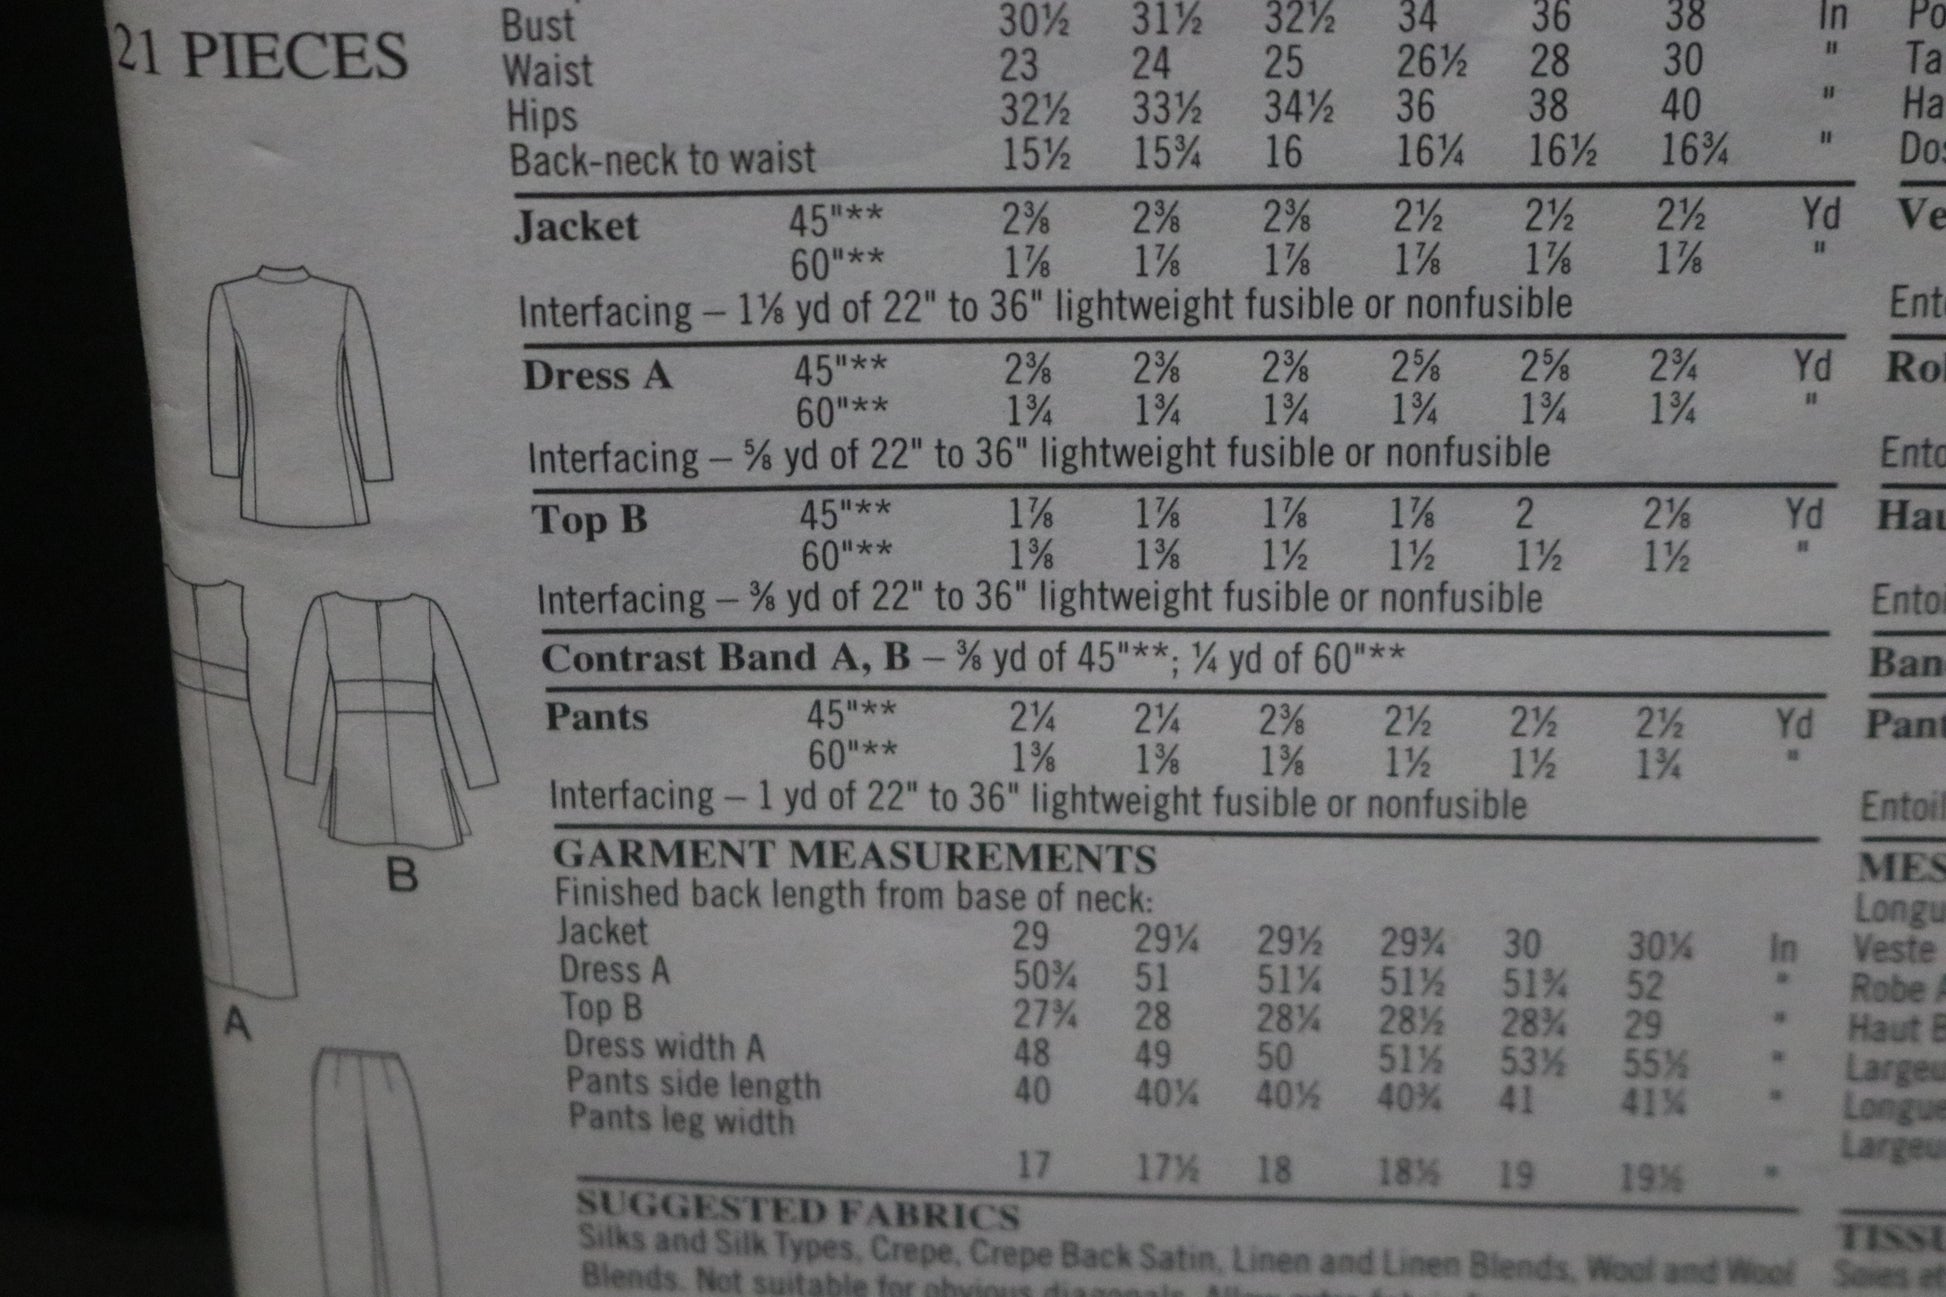 21 PIECES
Bust 30½ 31½ 32½ 34 36 38 In
Waist 23 24 25 26½ 28 30 "
Hips 32½ 33½ 34½ 36 38 40 "
Back-neck to waist 15½ 15¾ 16 16¼ 16½ 16¾ "
Jacket 45"** 2⅜ 2⅜ 2⅜ 2½ 2½ 2½ Yd
60"** 1⅞ 1⅞ 1⅞ 1⅞ 1⅞ 1⅞ "
Interfacing – 1⅛ yd of 22" to 36" lightweight fusible or nonfusible
Dress A 45"** 2⅜ 2⅜ 2⅜ 2⅝ 2⅝ 2¾ Yd
60"** 1¾ 1¾ 1¾ 1¾ 1¾ 1¾ "
Interfacing – ⅝ yd of 22" to 36" lightweight fusible or nonfusible
Top B 45"** 1⅞ 1⅞ 1⅞ 1⅞ 2 2⅛ Yd
60"** 1⅜ 1⅜ 1½ 1½ 1½ 1½ "
Interfacing – ⅜ yd of 22" to 36" lightweight fusible or nonfusible
Contrast Band A, B – ⅜ yd of 45"**; ¼ yd of 60"**
Pants 45"** 2¼ 2¼ 2⅜ 2½ 2½ 2½ Yd
60"** 1⅜ 1⅜ 1⅜ 1½ 1½ 1¾ "
Interfacing – 1 yd of 22" to 36" lightweight fusible or nonfusible
GARMENT MEASUREMENTS
Finished back length from base of neck:
Jacket 29 29¼ 29½ 29¾ 30 30¼ In
Dress A 50¾ 51 51¼ 51½ 51¾ 52 "
Top B 27¾ 28 28¼ 28½ 28¾ 29 "
Dress width A 48 49 50 51½ 53½ 55½ "
Pants side length 40 40¼ 40½ 40¾ 41 41¼ "
Pants leg width
17 17½ 18 18½ 19 19½ "
SUGGESTED FABRICS
Silks and Silk Types, Crepe, Crepe Back Satin, Linen and Linen Blends, Wool and Wool
Blends. Not suitable for obvious diagonals.
B
A
Po
Ta
Ha
Dos
Ve
Ent
Ro
Ento
Hau
Entoi
Ban
Pant
Entoil
MES
Longu
Veste
Robe A
Haut B
Largeu
Longue
Largeu
TISSU
Soies et